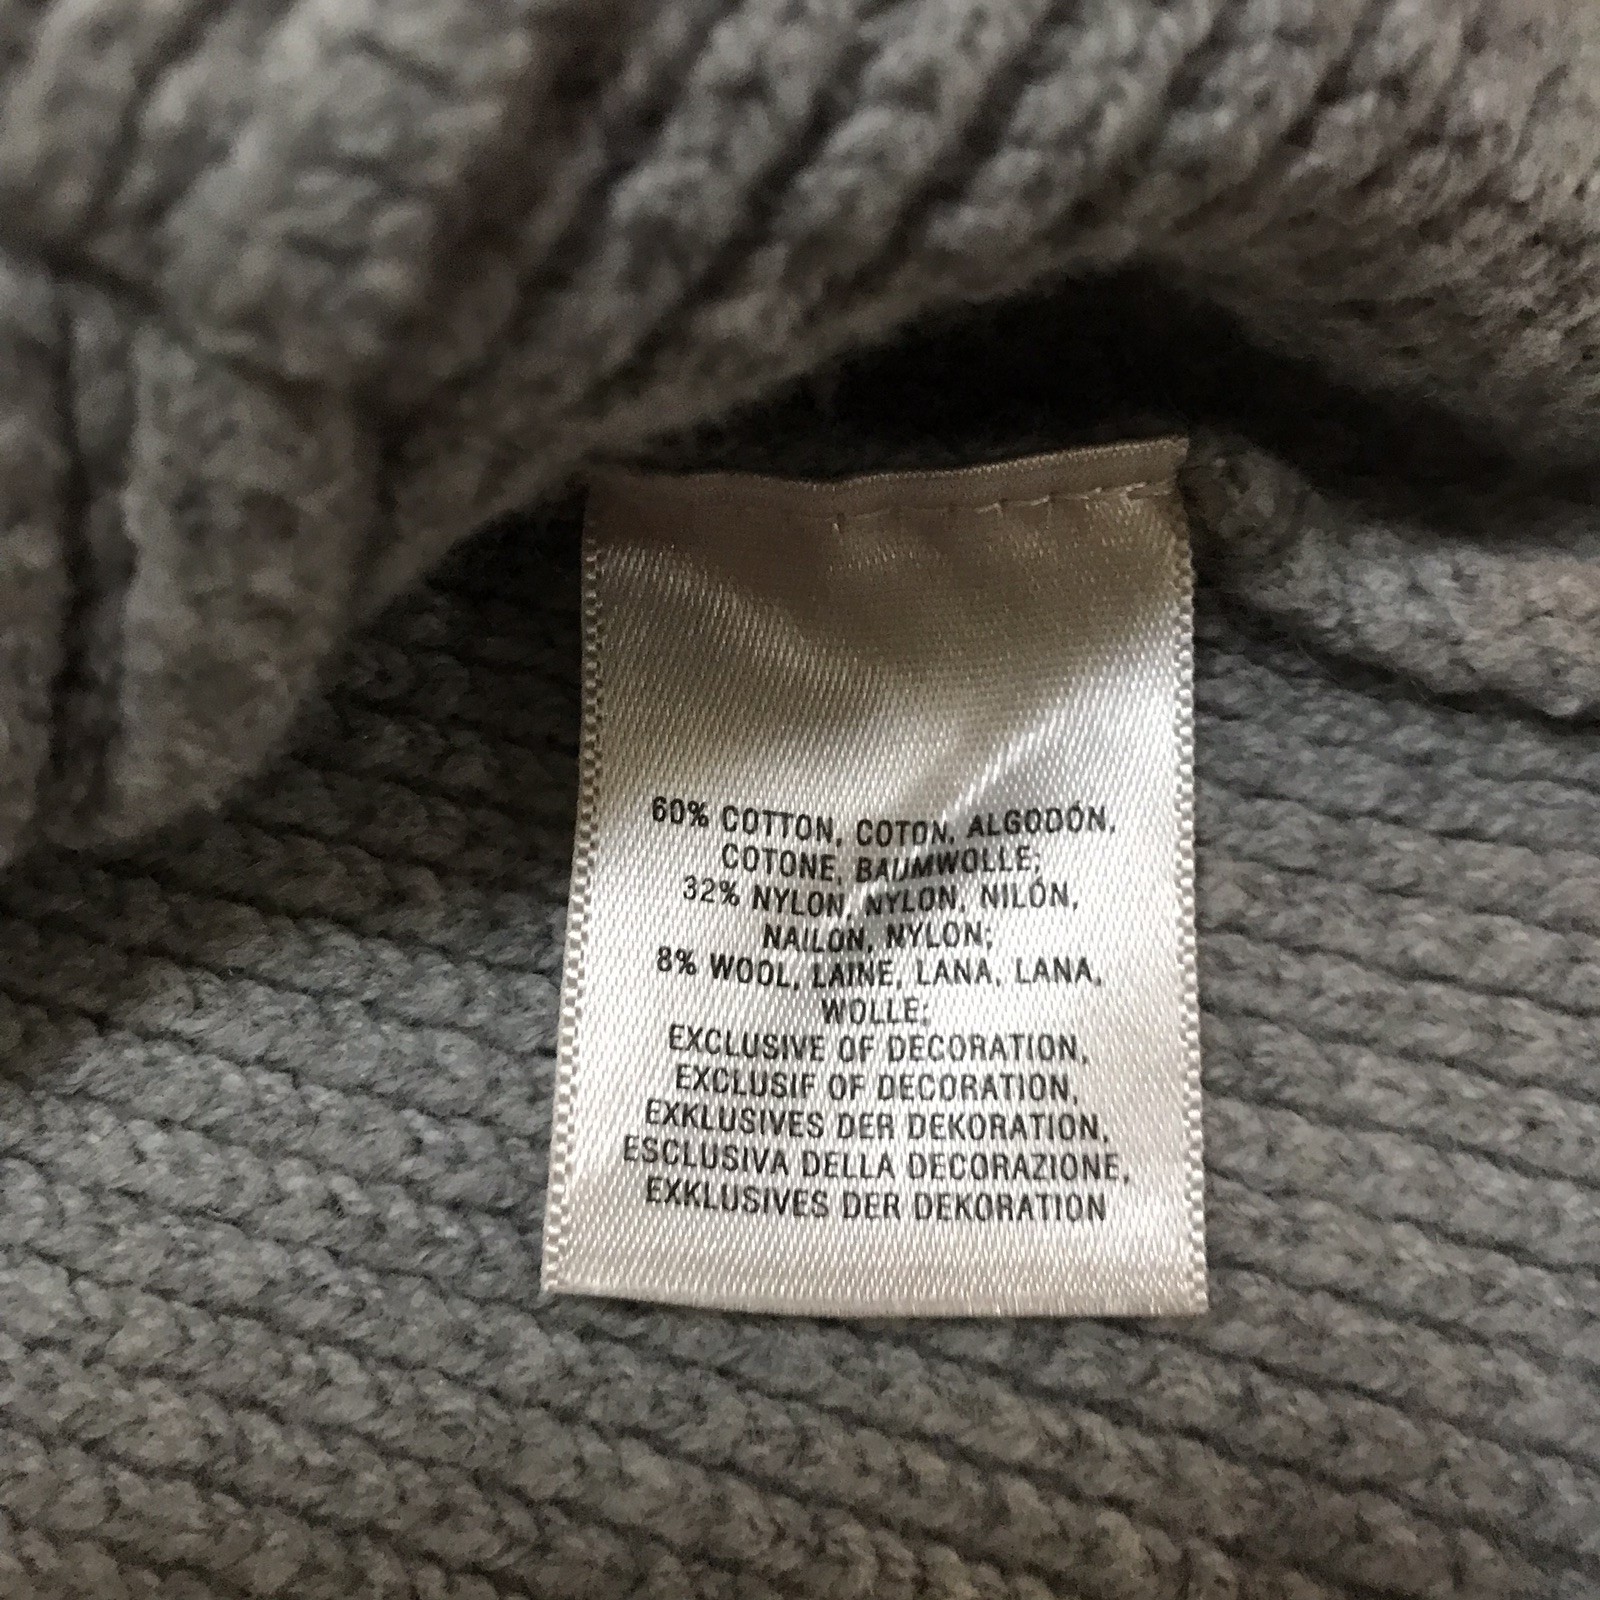 60% COTTON, COTON, ALGODÓN,
COTONE, BAUMWOLLE;
32% NYLON, NYLON, NILÓN,
NAILON, NYLON;
8% WOOL, LAINE, LANA, LANA,
WOLLE;
EXCLUSIVE OF DECORATION,
EXCLUSIF OF DECORATION,
EXKLUSIVES DER DEKORATION,
ESCLUSIVA DELLA DECORAZIONE,
EXKLUSIVES DER DEKORATION